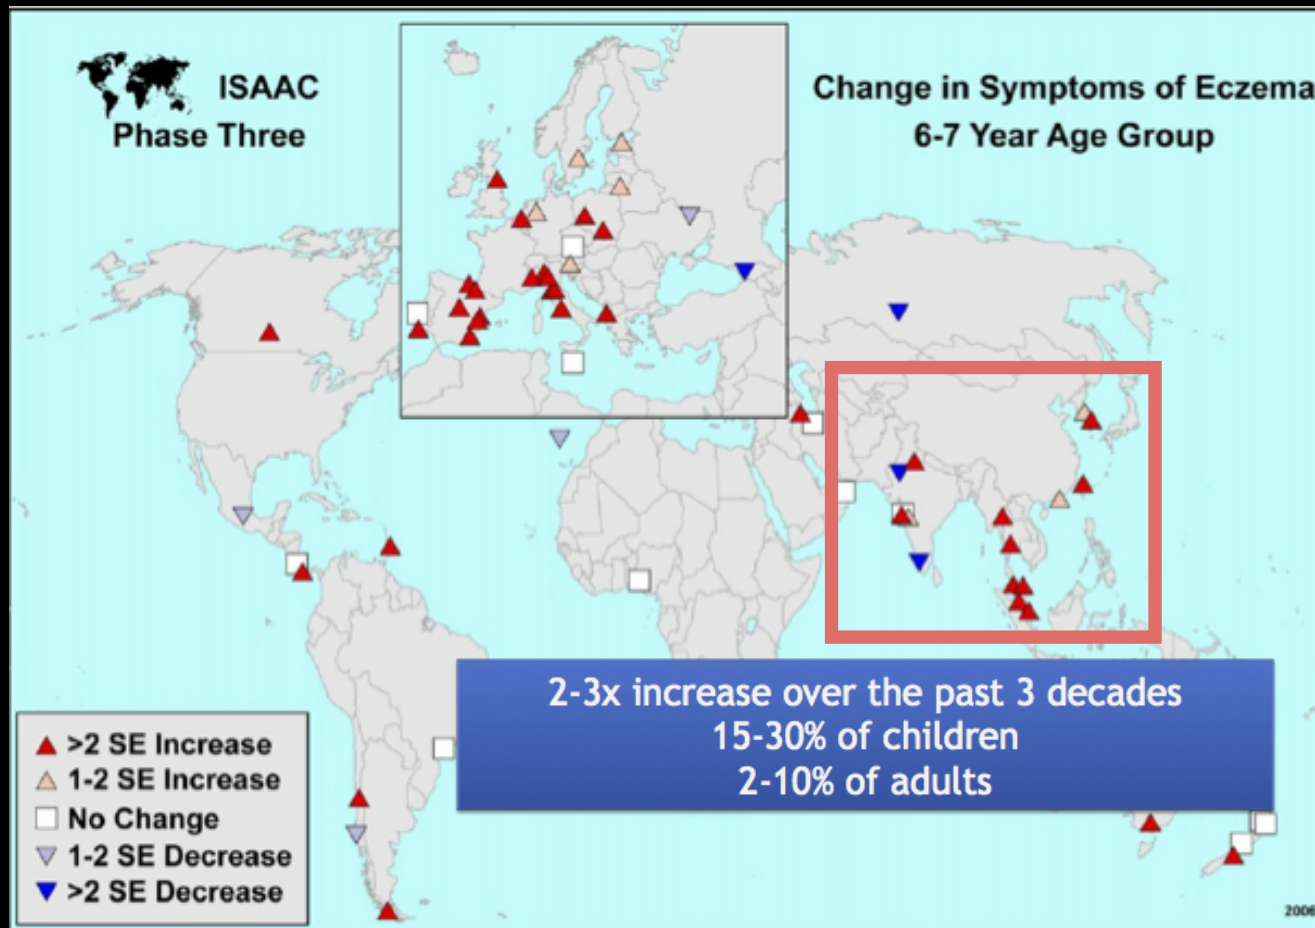 ISAAC
Phase Three
Change in Symptoms of Eczema
6-7 Year Age Group
2-3x increase over the past 3 decades
15-30% of children
2-10% of adults
>2 SE Increase
1-2 SE Increase
No Change
1-2 SE Decrease
>2 SE Decrease
2006